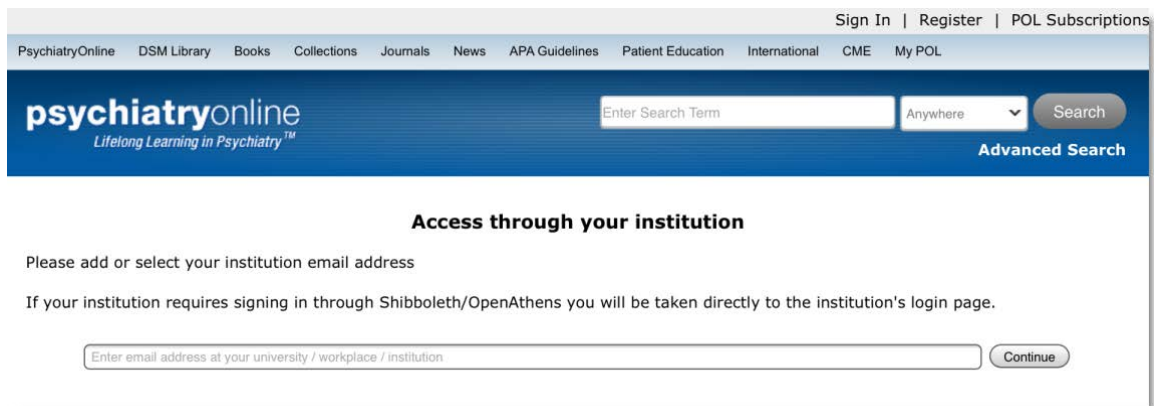 Sign In | Register | POL Subscriptions
PsychiatryOnline DSM Library Books Collections Journals News APA Guidelines Patient Education International CME My POL
psychiatryonline
Lifelong Learning in Psychiatry™
Enter Search Term Anywhere Search
Advanced Search
Access through your institution
Please add or select your institution email address
If your institution requires signing in through Shibboleth/OpenAthens you will be taken directly to the institution's login page.
Enter email address at your university / workplace / institution Continue